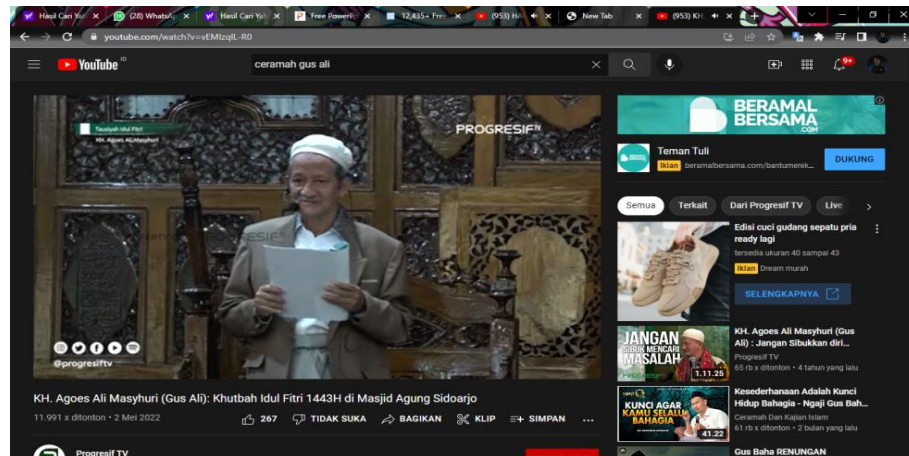 Hasil Cari Ya
(28) WhatsA
Hasil Cari Ya
Free PowerP
12,435+ Fre
(953) HA
New Tab
(953) KH.
youtube.com/watch?v=vEMIzqIL-R0
YouTube ID
ceramah gus ali
9+
Tausiyah Idul Fitri
KH. Agoes Ali Masyhuri
PROGRESIF TV
@progresiftv
BERAMAL
BERSAMA
.COM
Teman Tuli
Iklan beramalbersama.com/bantumerek...
DUKUNG
Semua
Terkait
Dari Progresif TV
Live
Edisi cuci gudang sepatu pria
ready lagi
tersedia ukuran 40 sampai 43
Iklan Dream murah
SELENGKAPNYA
JANGAN
SIBUK MENCARI
MASALAH
1.11.25
KH. Agoes Ali Masyhuri (Gus
Ali) : Jangan Sibukkan diri...
Progresif TV
65 rb x ditonton • 4 tahun yang lalu
KUNCI AGAR
KAMU SELALU
BAHAGIA
41.22
Kesederhanaan Adalah Kunci
Hidup Bahagia - Ngaji Gus Bah...
Ceramah Dan Kajian Islam
61 rb x ditonton • 2 bulan yang lalu
Gus Baha RENUNGAN
KH. Agoes Ali Masyhuri (Gus Ali): Khutbah Idul Fitri 1443H di Masjid Agung Sidoarjo
11.991 x ditonton • 2 Mei 2022
267
TIDAK SUKA
BAGIKAN
KLIP
SIMPAN
Progresif TV